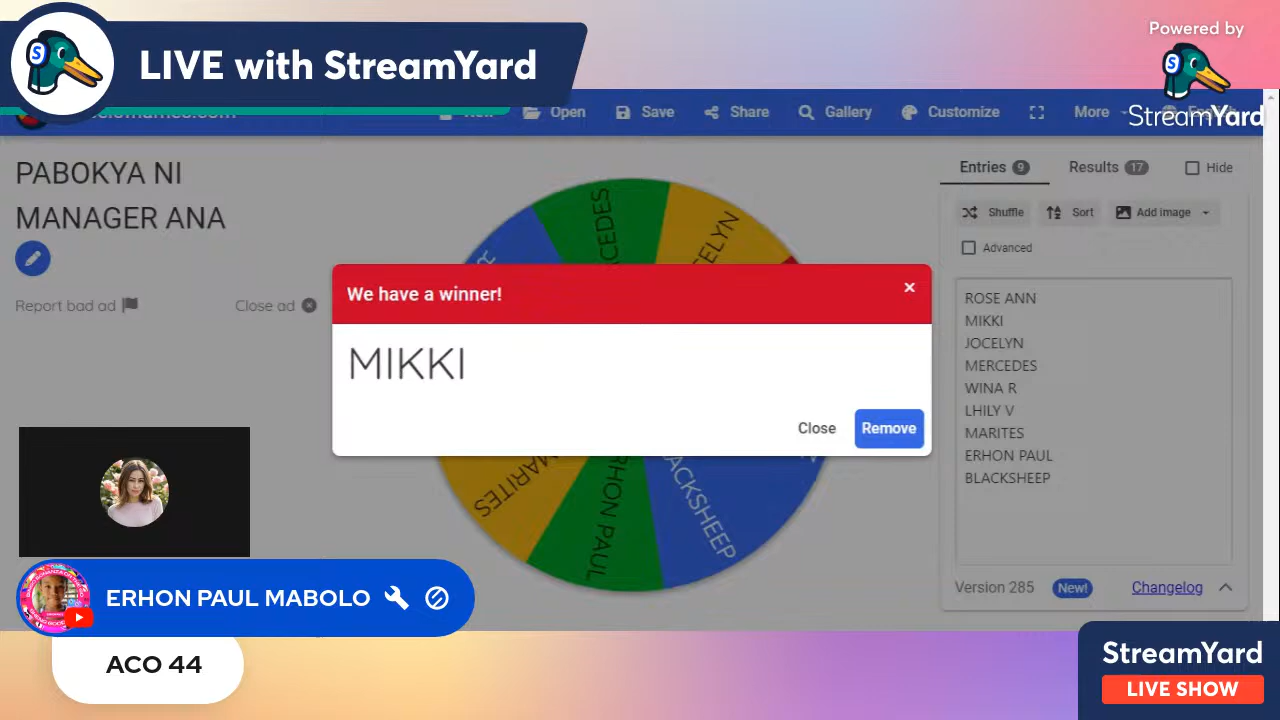 LIVE with StreamYard
Powered by
StreamYard
Open
Save
Share
Gallery
Customize
More
PABOKYA NI
MANAGER ANA
Report bad ad
Close ad
Entries 9
Results 17
Hide
Shuffle
Sort
Add image
Advanced
ROSE ANN
MIKKI
JOCELYN
MERCEDES
WINA R
LHILY V
MARITES
ERHON PAUL
BLACKSHEEP
We have a winner!
MIKKI
Close
Remove
MARITES
Version 285
New!
Changelog
S
ERHON PAUL MABOLO
ACO 44
StreamYard
LIVE SHOW